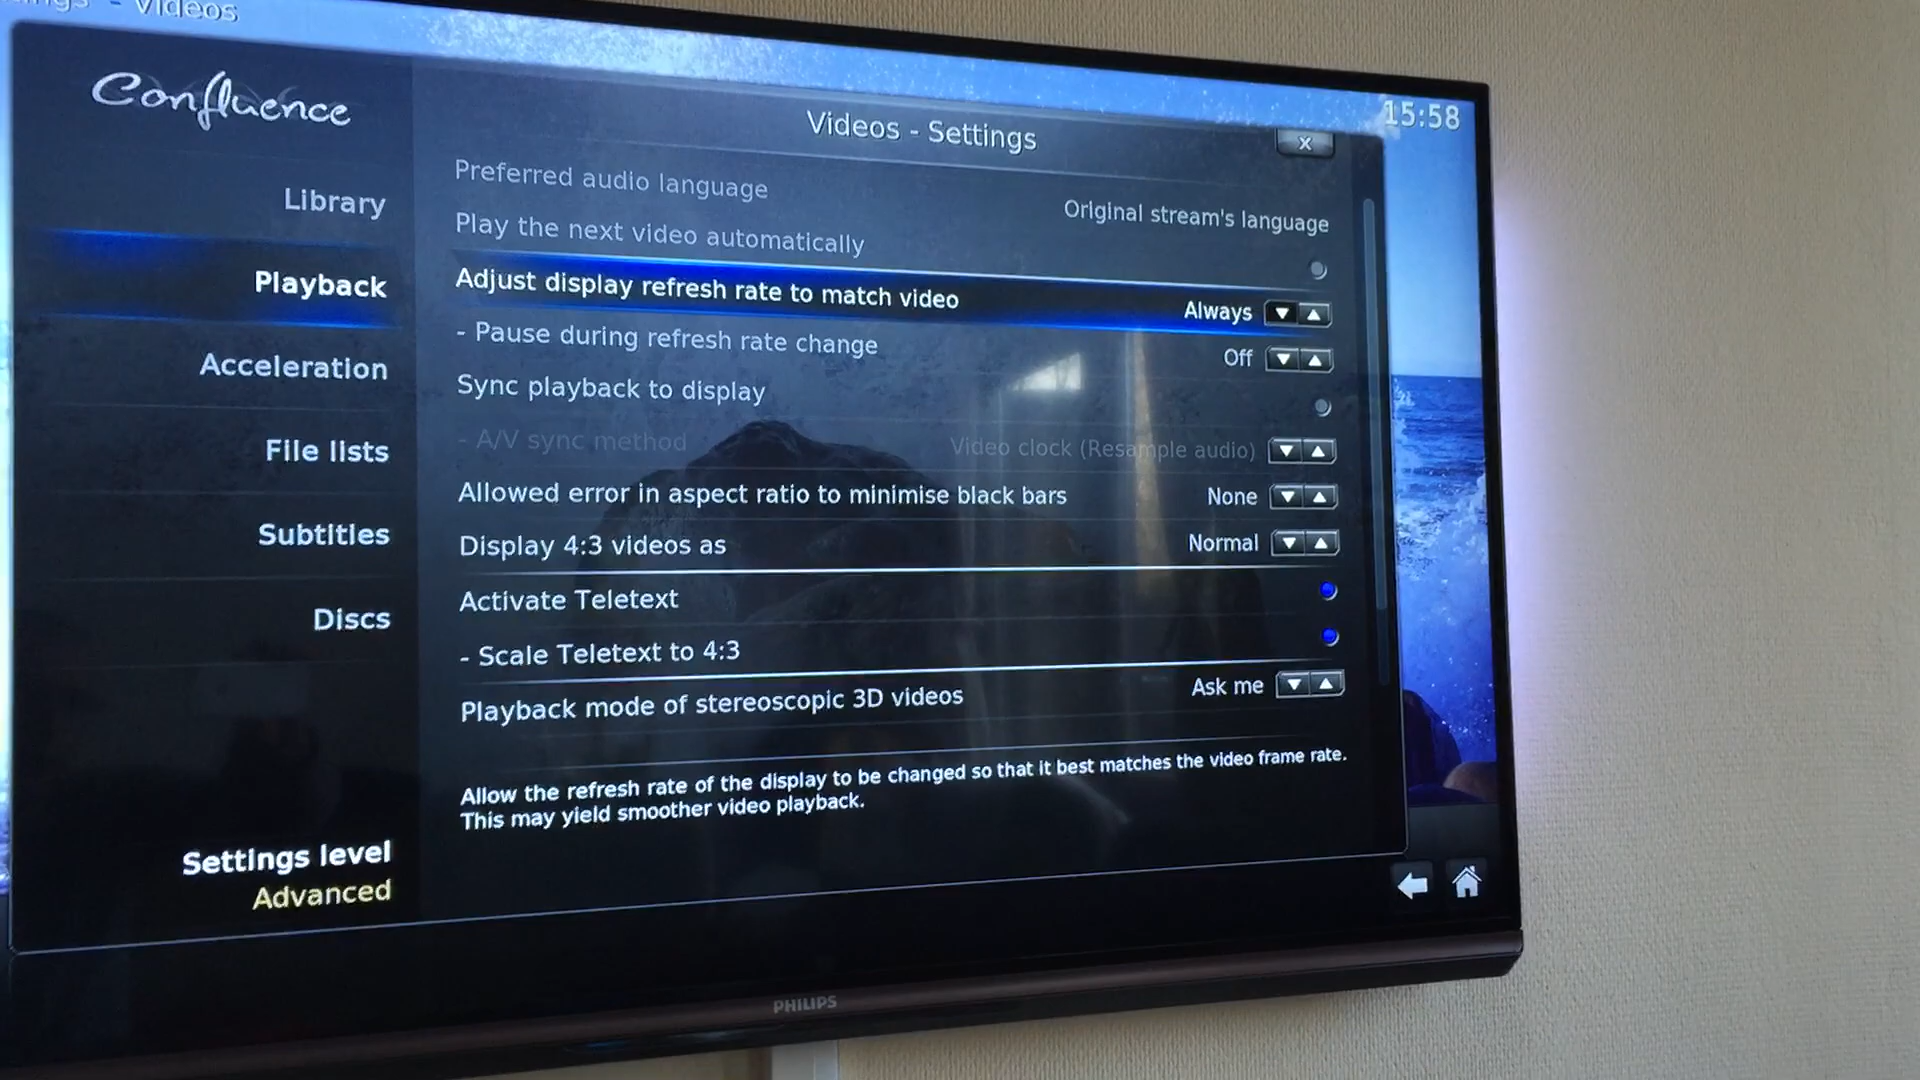 - Videos
Confluence
15:58
Videos - Settings
x
Library
Playback
Acceleration
File lists
Subtitles
Discs
Settings level
Advanced
Preferred audio language
Original stream's language
Play the next video automatically
Adjust display refresh rate to match video Always
- Pause during refresh rate change Off
Sync playback to display
- A/V sync method Video clock (Resample audio)
Allowed error in aspect ratio to minimise black bars None
Display 4:3 videos as Normal
Activate Teletext
- Scale Teletext to 4:3
Playback mode of stereoscopic 3D videos Ask me
Allow the refresh rate of the display to be changed so that it best matches the video frame rate.
This may yield smoother video playback.
PHILIPS